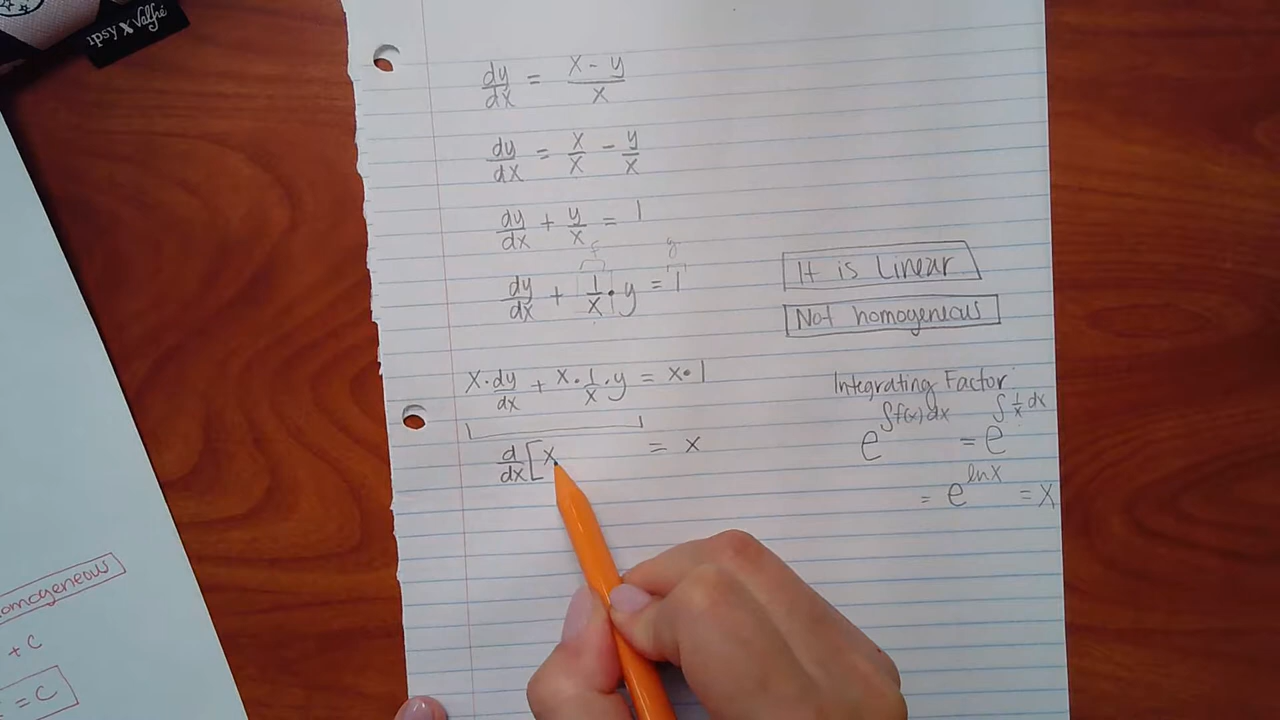 ipsy x Valfré
dy/dx = (x - y)/x
dy/dx = x/x - y/x
dy/dx + y/x = 1
f g
dy/dx + 1/x • y = 1
It is linear
Not homogeneous
x • dy/dx + x • 1/x • y = x • 1
d/dx [x = x
Integrating Factor:
e^∫f(x)dx = e^∫1/x dx
= e^lnx = x
omogeneous
+ C
= C